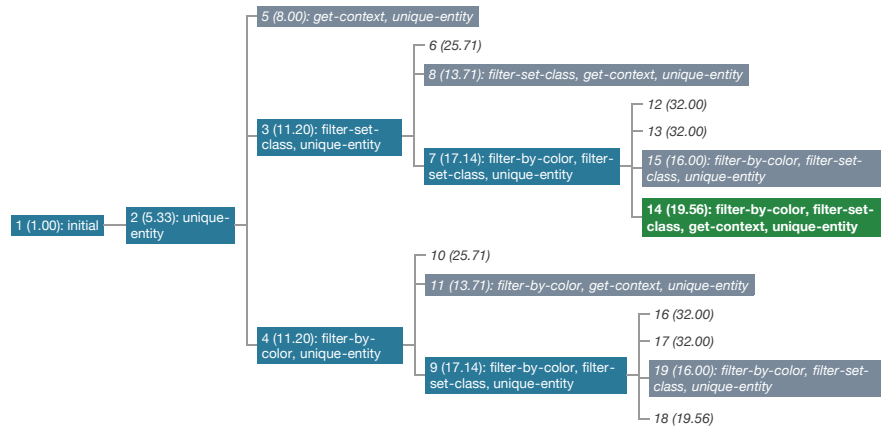 5 (8.00): get-context, unique-entity
6 (25.71)
8 (13.71): filter-set-class, get-context, unique-entity
12 (32.00)
3 (11.20): filter-set-
class, unique-entity
13 (32.00)
7 (17.14): filter-by-color, filter-
set-class, unique-entity
15 (16.00): filter-by-color, filter-set-
class, unique-entity
1 (1.00): initial
2 (5.33): unique-
entity
14 (19.56): filter-by-color, filter-set-
class, get-context, unique-entity
10 (25.71)
11 (13.71): filter-by-color, get-context, unique-entity
16 (32.00)
4 (11.20): filter-by-
color, unique-entity
17 (32.00)
9 (17.14): filter-by-color, filter-
set-class, unique-entity
19 (16.00): filter-by-color, filter-set-
class, unique-entity
18 (19.56)